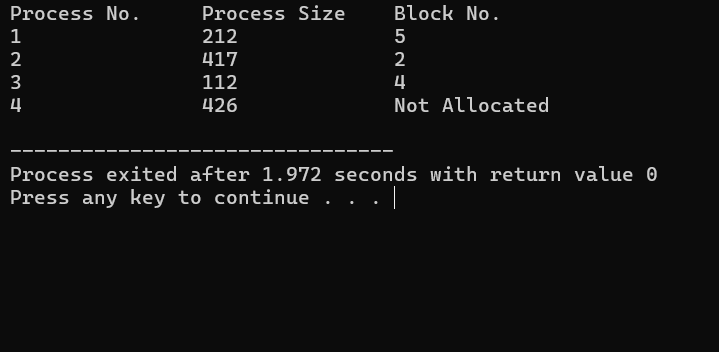 Process No.     Process Size    Block No.
1               212             5
2               417             2
3               112             4
4               426             Not Allocated
--------------------------------
Process exited after 1.972 seconds with return value 0
Press any key to continue . . .